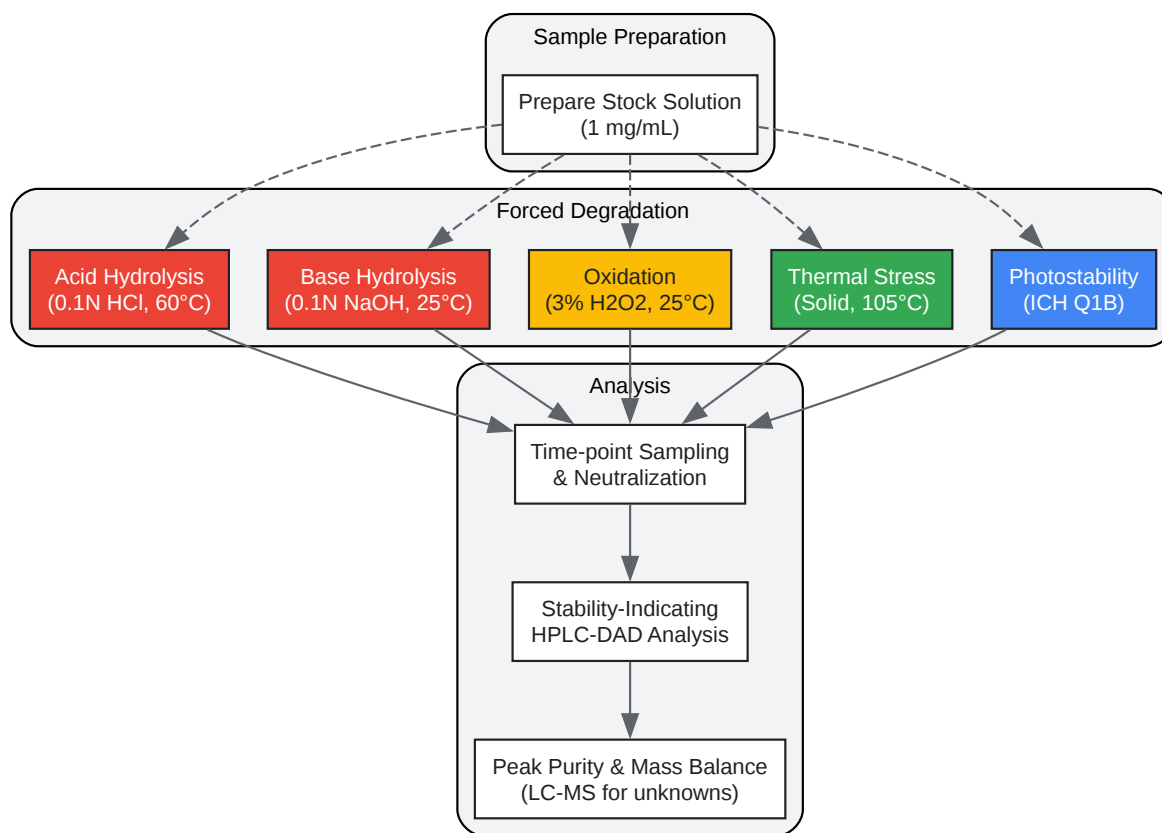 Sample Preparation
Prepare Stock Solution
(1 mg/mL)
Forced Degradation
Acid Hydrolysis
(0.1N HCl, 60°C)
Base Hydrolysis
(0.1N NaOH, 25°C)
Oxidation
(3% H2O2, 25°C)
Thermal Stress
(Solid, 105°C)
Photostability
(ICH Q1B)
Analysis
Time-point Sampling
& Neutralization
Stability-Indicating
HPLC-DAD Analysis
Peak Purity & Mass Balance
(LC-MS for unknowns)